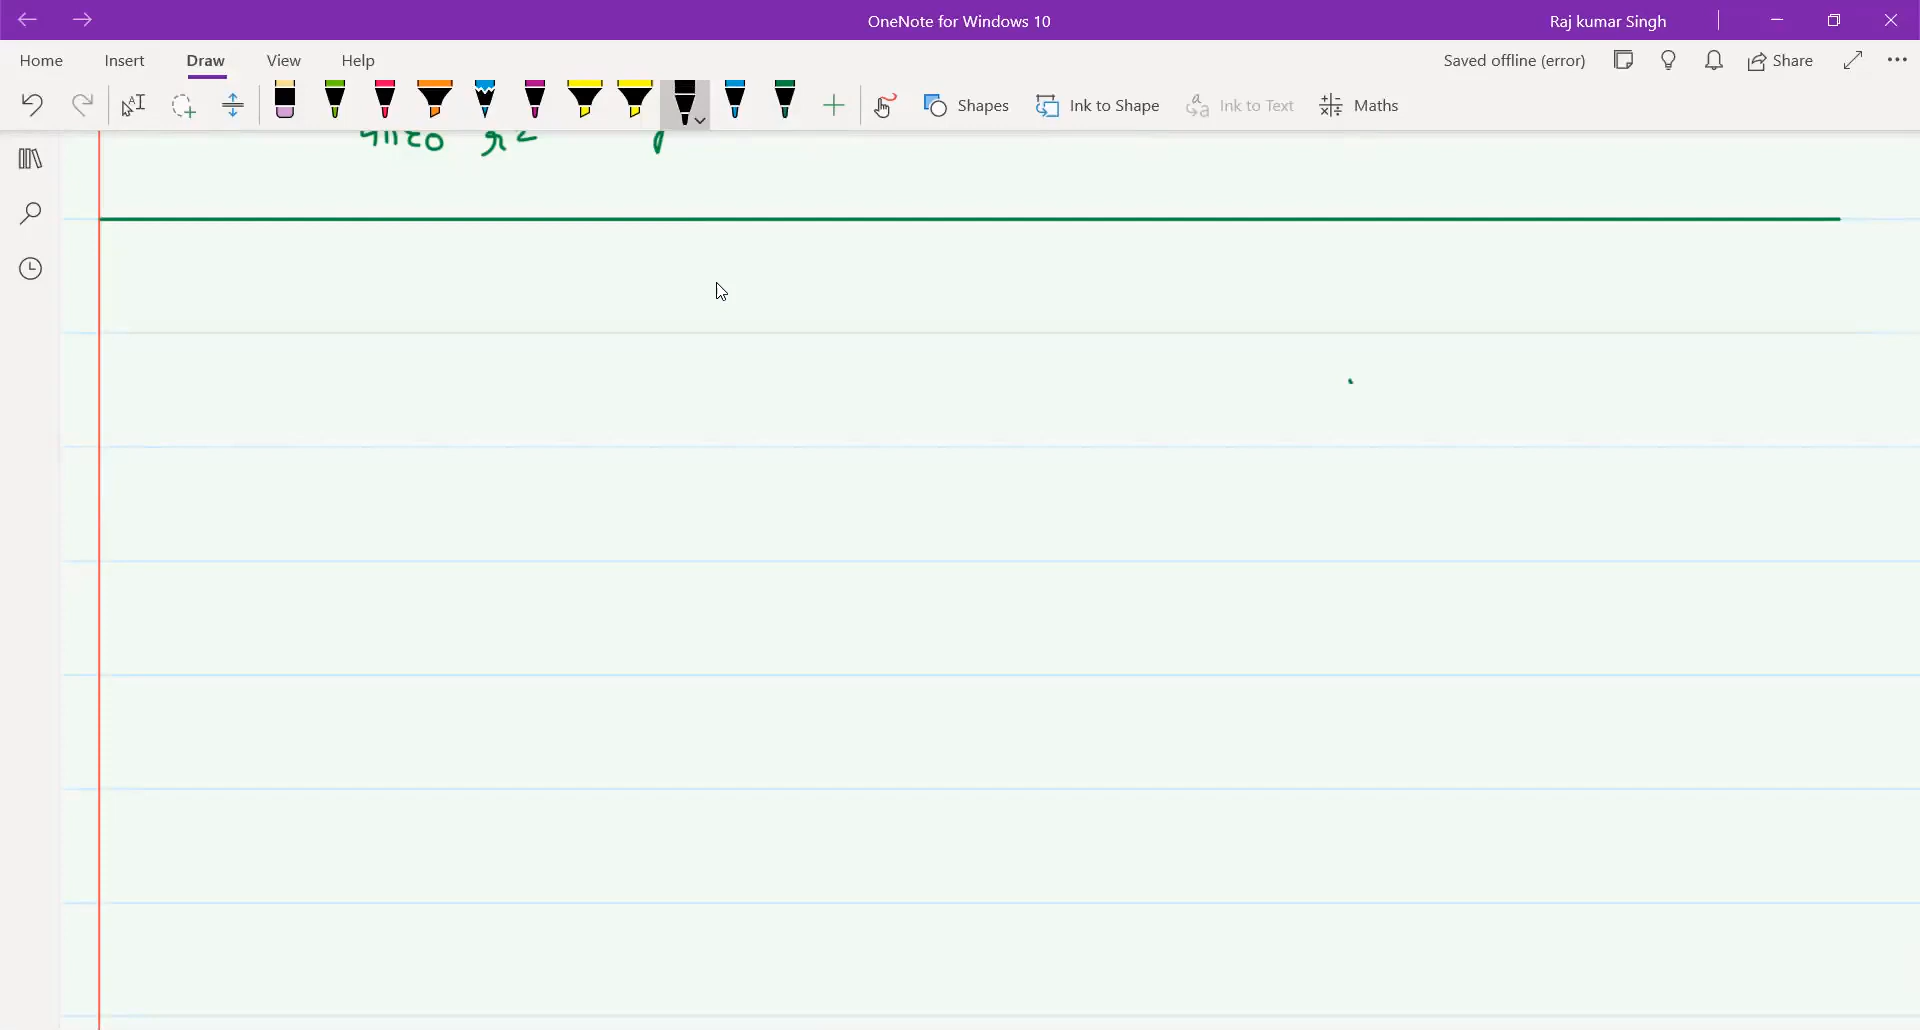 OneNote for Windows 10 Raj kumar Singh
Home Insert Draw View Help Saved offline (error) Share
Shapes Ink to Shape Ink to Text Maths